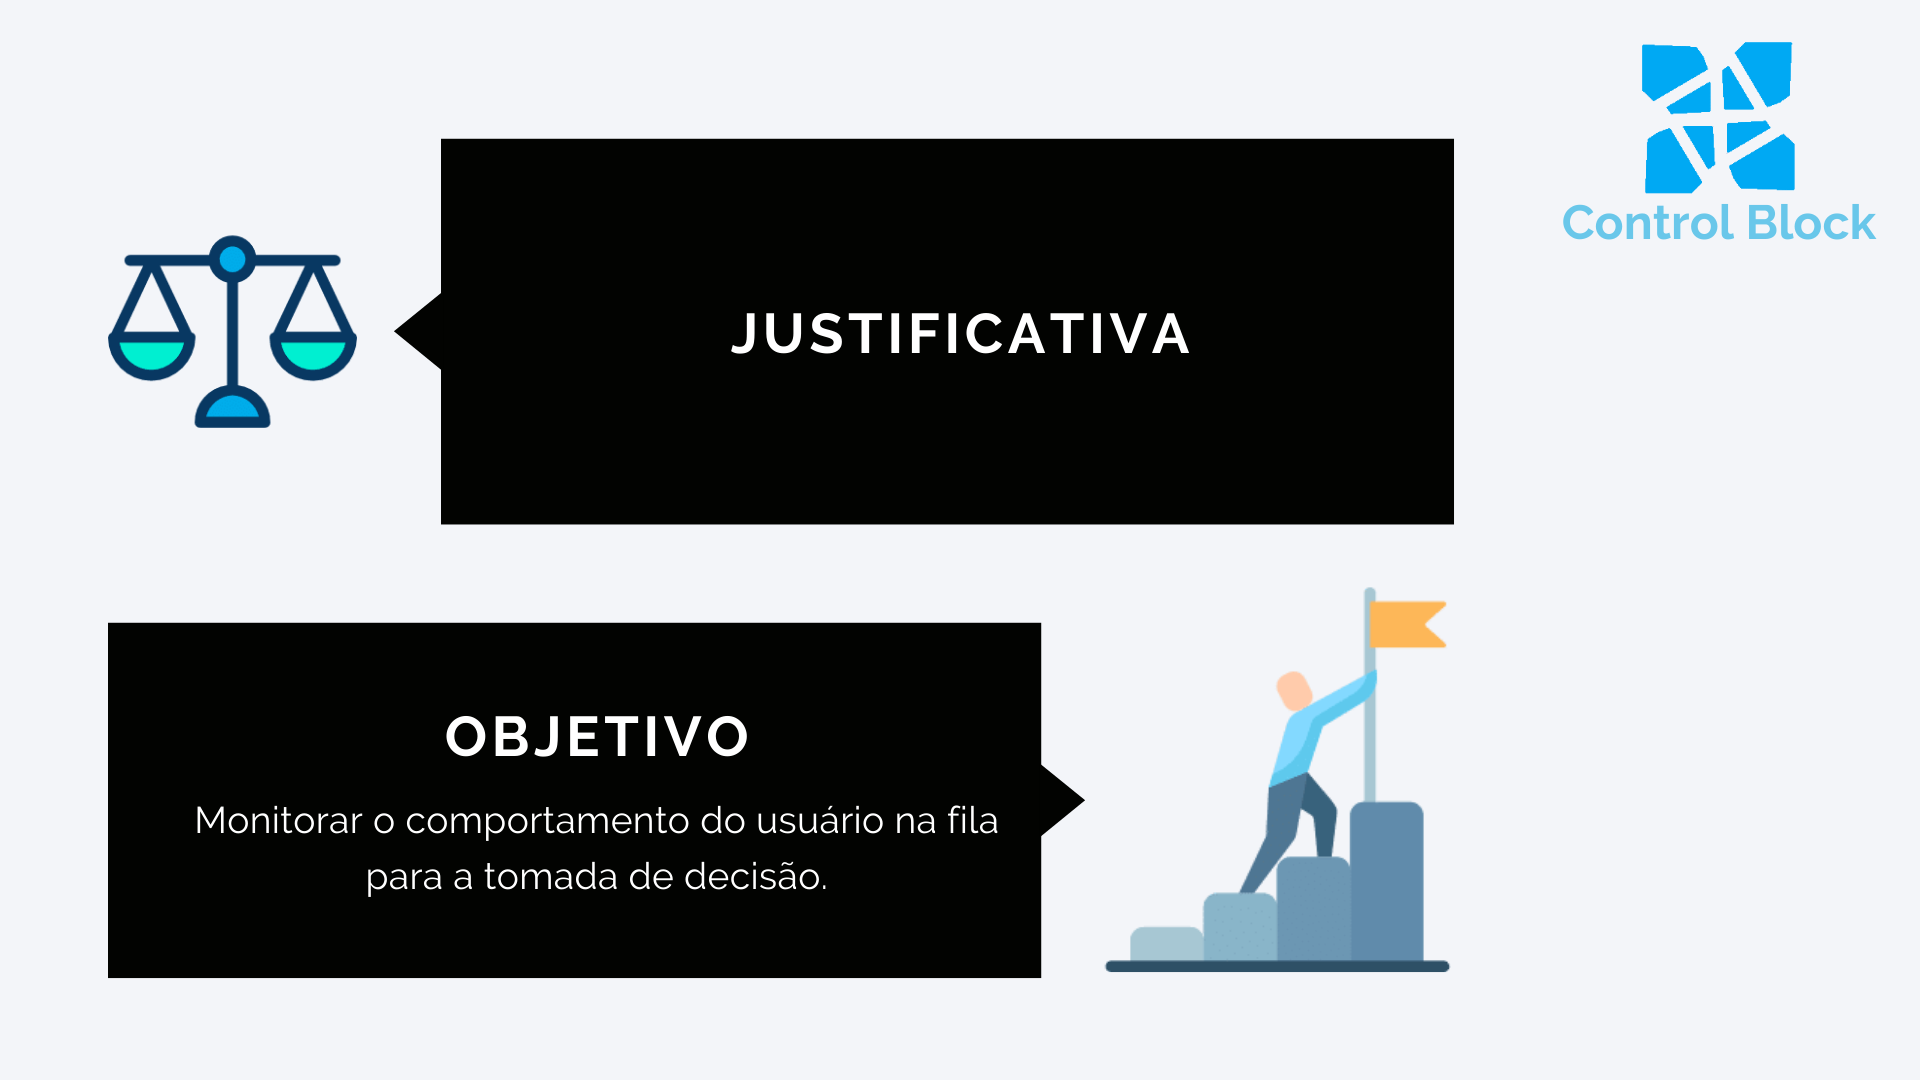 Control Block
JUSTIFICATIVA
OBJETIVO
Monitorar o comportamento do usuário na fila
para a tomada de decisão.